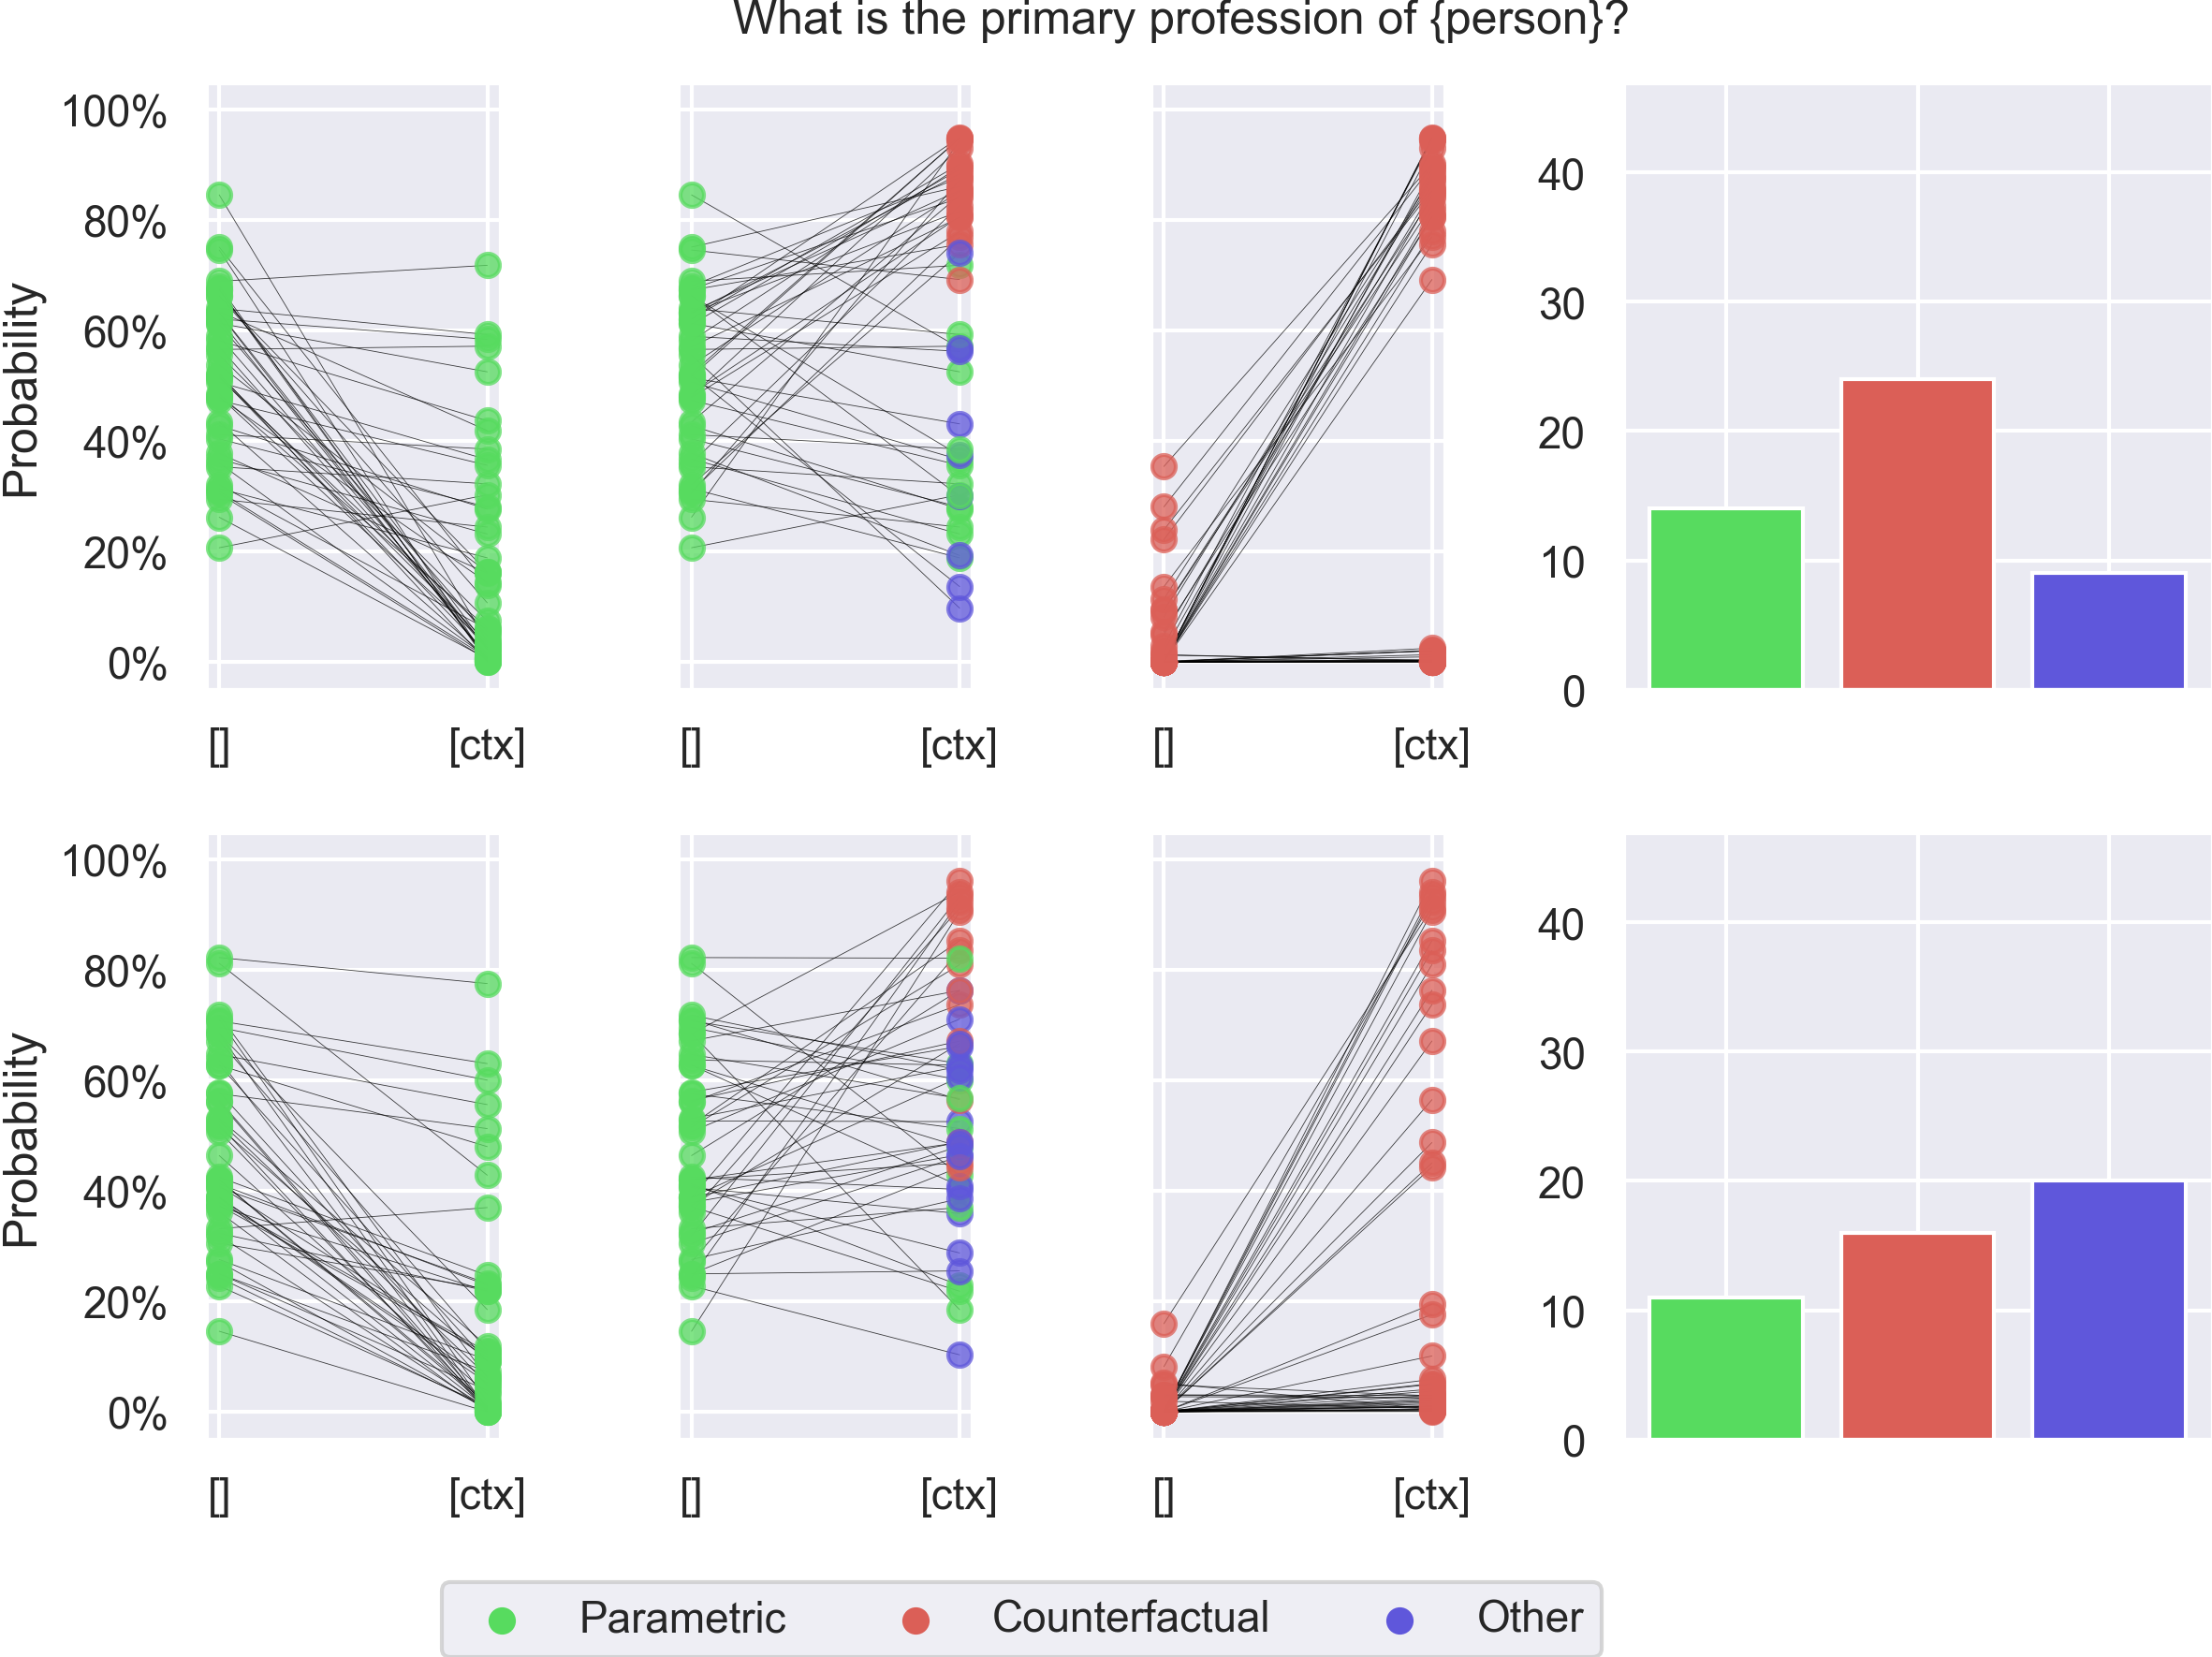 What is the primary profession of {person}?
100%
80%
60%
40%
20%
0%
Probability
[]
[ctx]
[]
[ctx]
[]
[ctx]
40
30
20
10
0
100%
80%
60%
40%
20%
0%
Probability
[]
[ctx]
[]
[ctx]
[]
[ctx]
40
30
20
10
0
Parametric
Counterfactual
Other